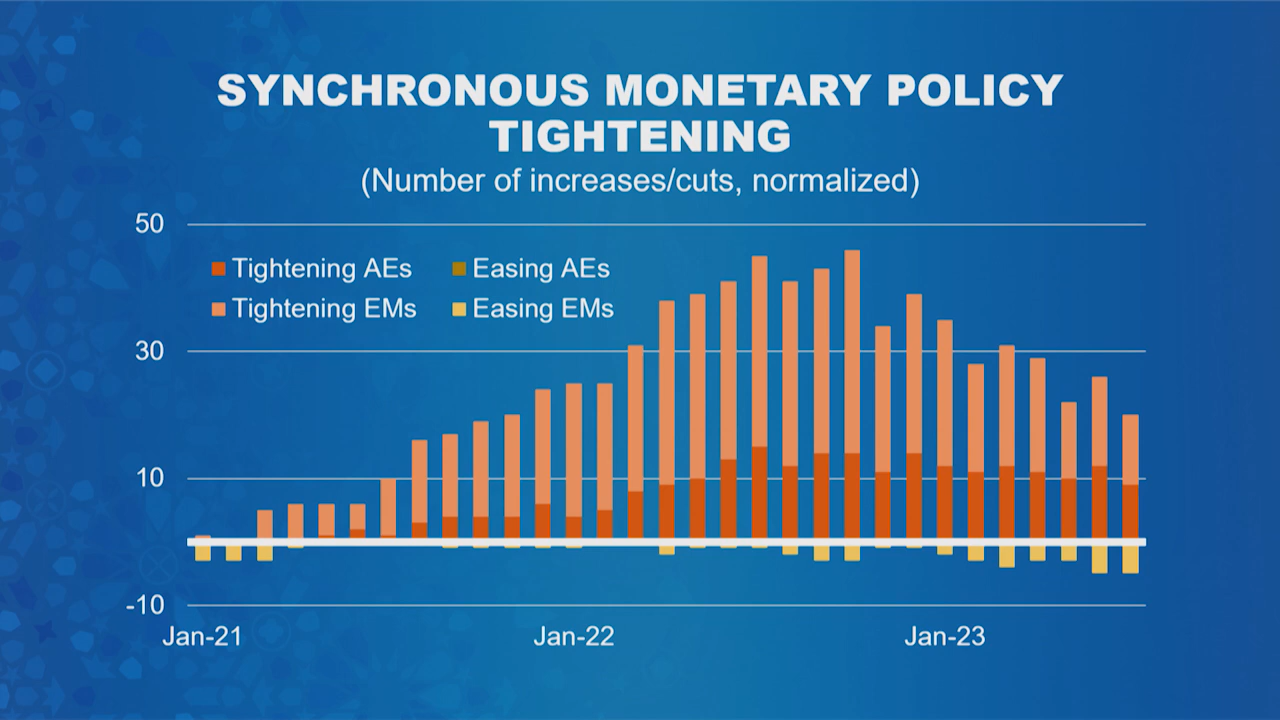 SYNCHRONOUS MONETARY POLICY
TIGHTENING
(Number of increases/cuts, normalized)
50
Tightening AEs Easing AEs
Tightening EMs Easing EMs
30
10
-10
Jan-21 Jan-22 Jan-23